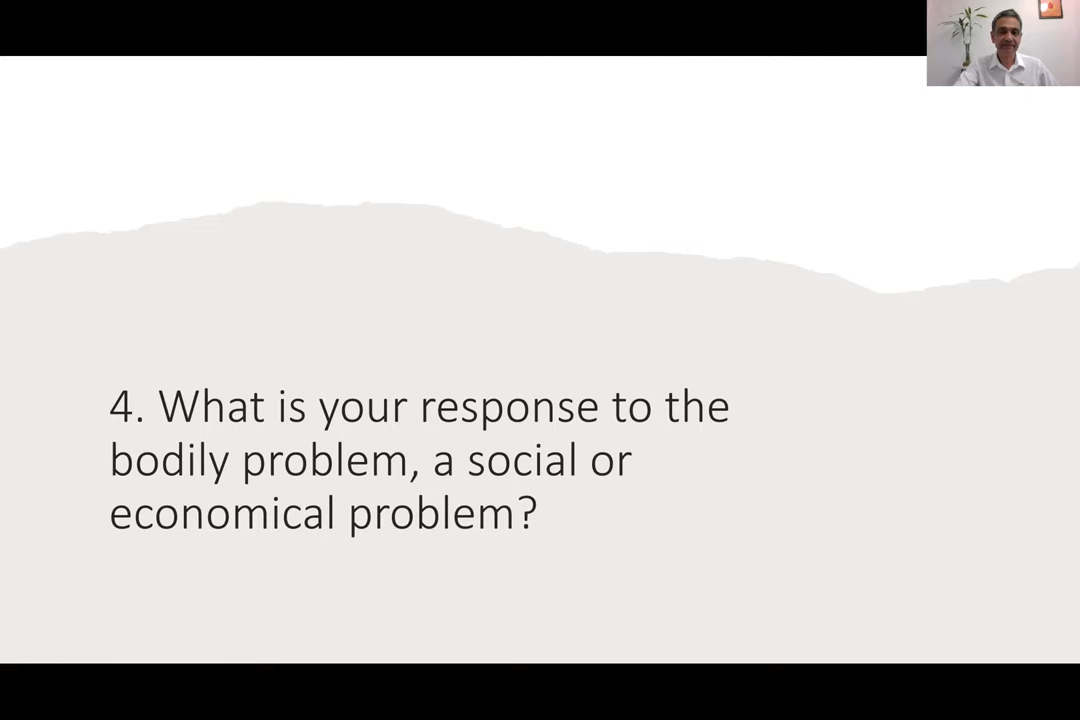 4. What is your response to the
bodily problem, a social or
economical problem?